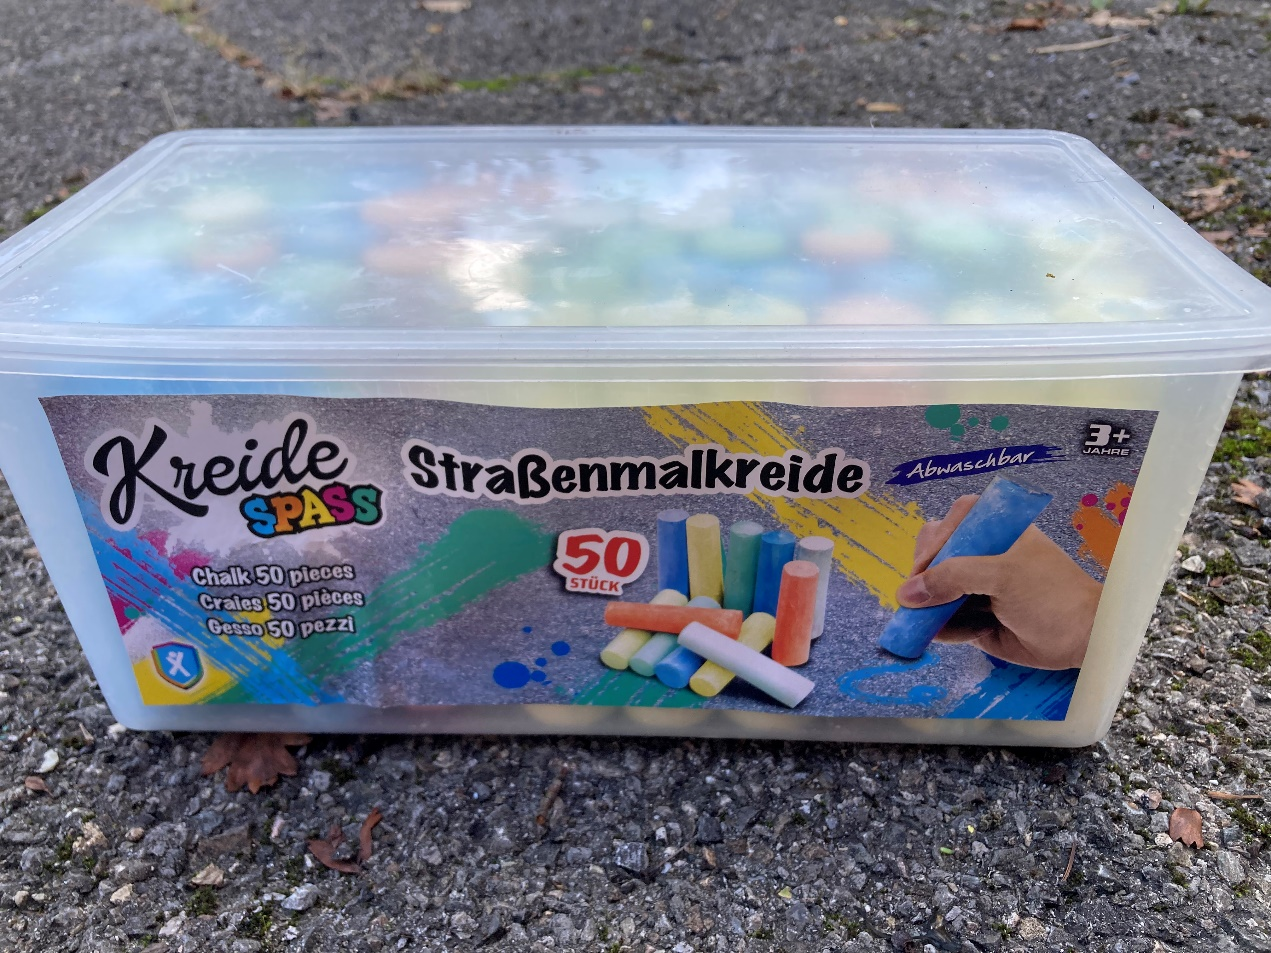 Kreide
SPASS
Straßenmalkreide
Abwaschbar
3+
JAHRE
Chalk 50 pieces
Craies 50 pièces
Gesso 50 pezzi
50
STÜCK
X